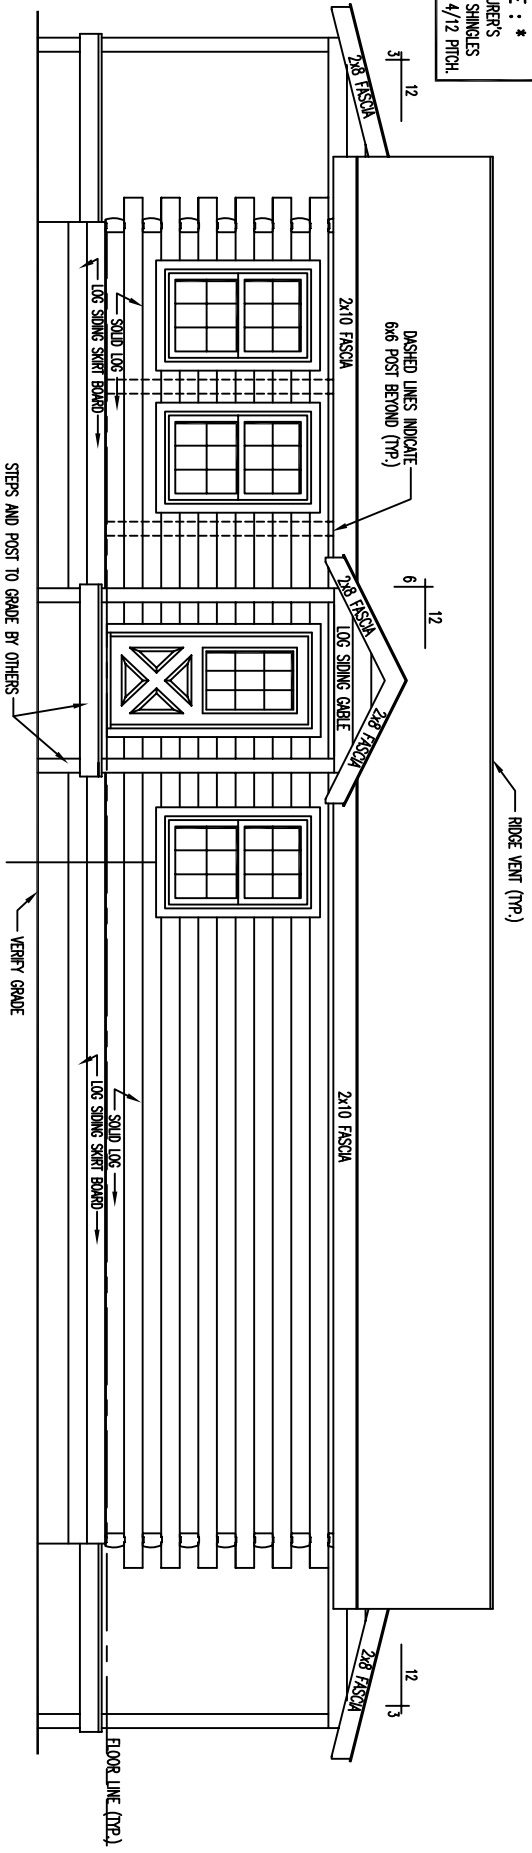 E : *
URER'S
SHINGLES
4/12 PITCH.
RIDGE VENT (TYP.)
12
3
2x8 FASCIA
DASHED LINES INDICATE
6x6 POST BEYOND (TYP.)
12
6
2x8 FASCIA
2x8 FASCIA
12
3
2x8 FASCIA
2x10 FASCIA
LOG SIDING GABLE
2x10 FASCIA
SOLID LOG
LOG SIDING SKIRT BOARD
SOLID LOG
LOG SIDING SKIRT BOARD
FLOOR LINE (TYP.)
STEPS AND POST TO GRADE BY OTHERS
VERIFY GRADE